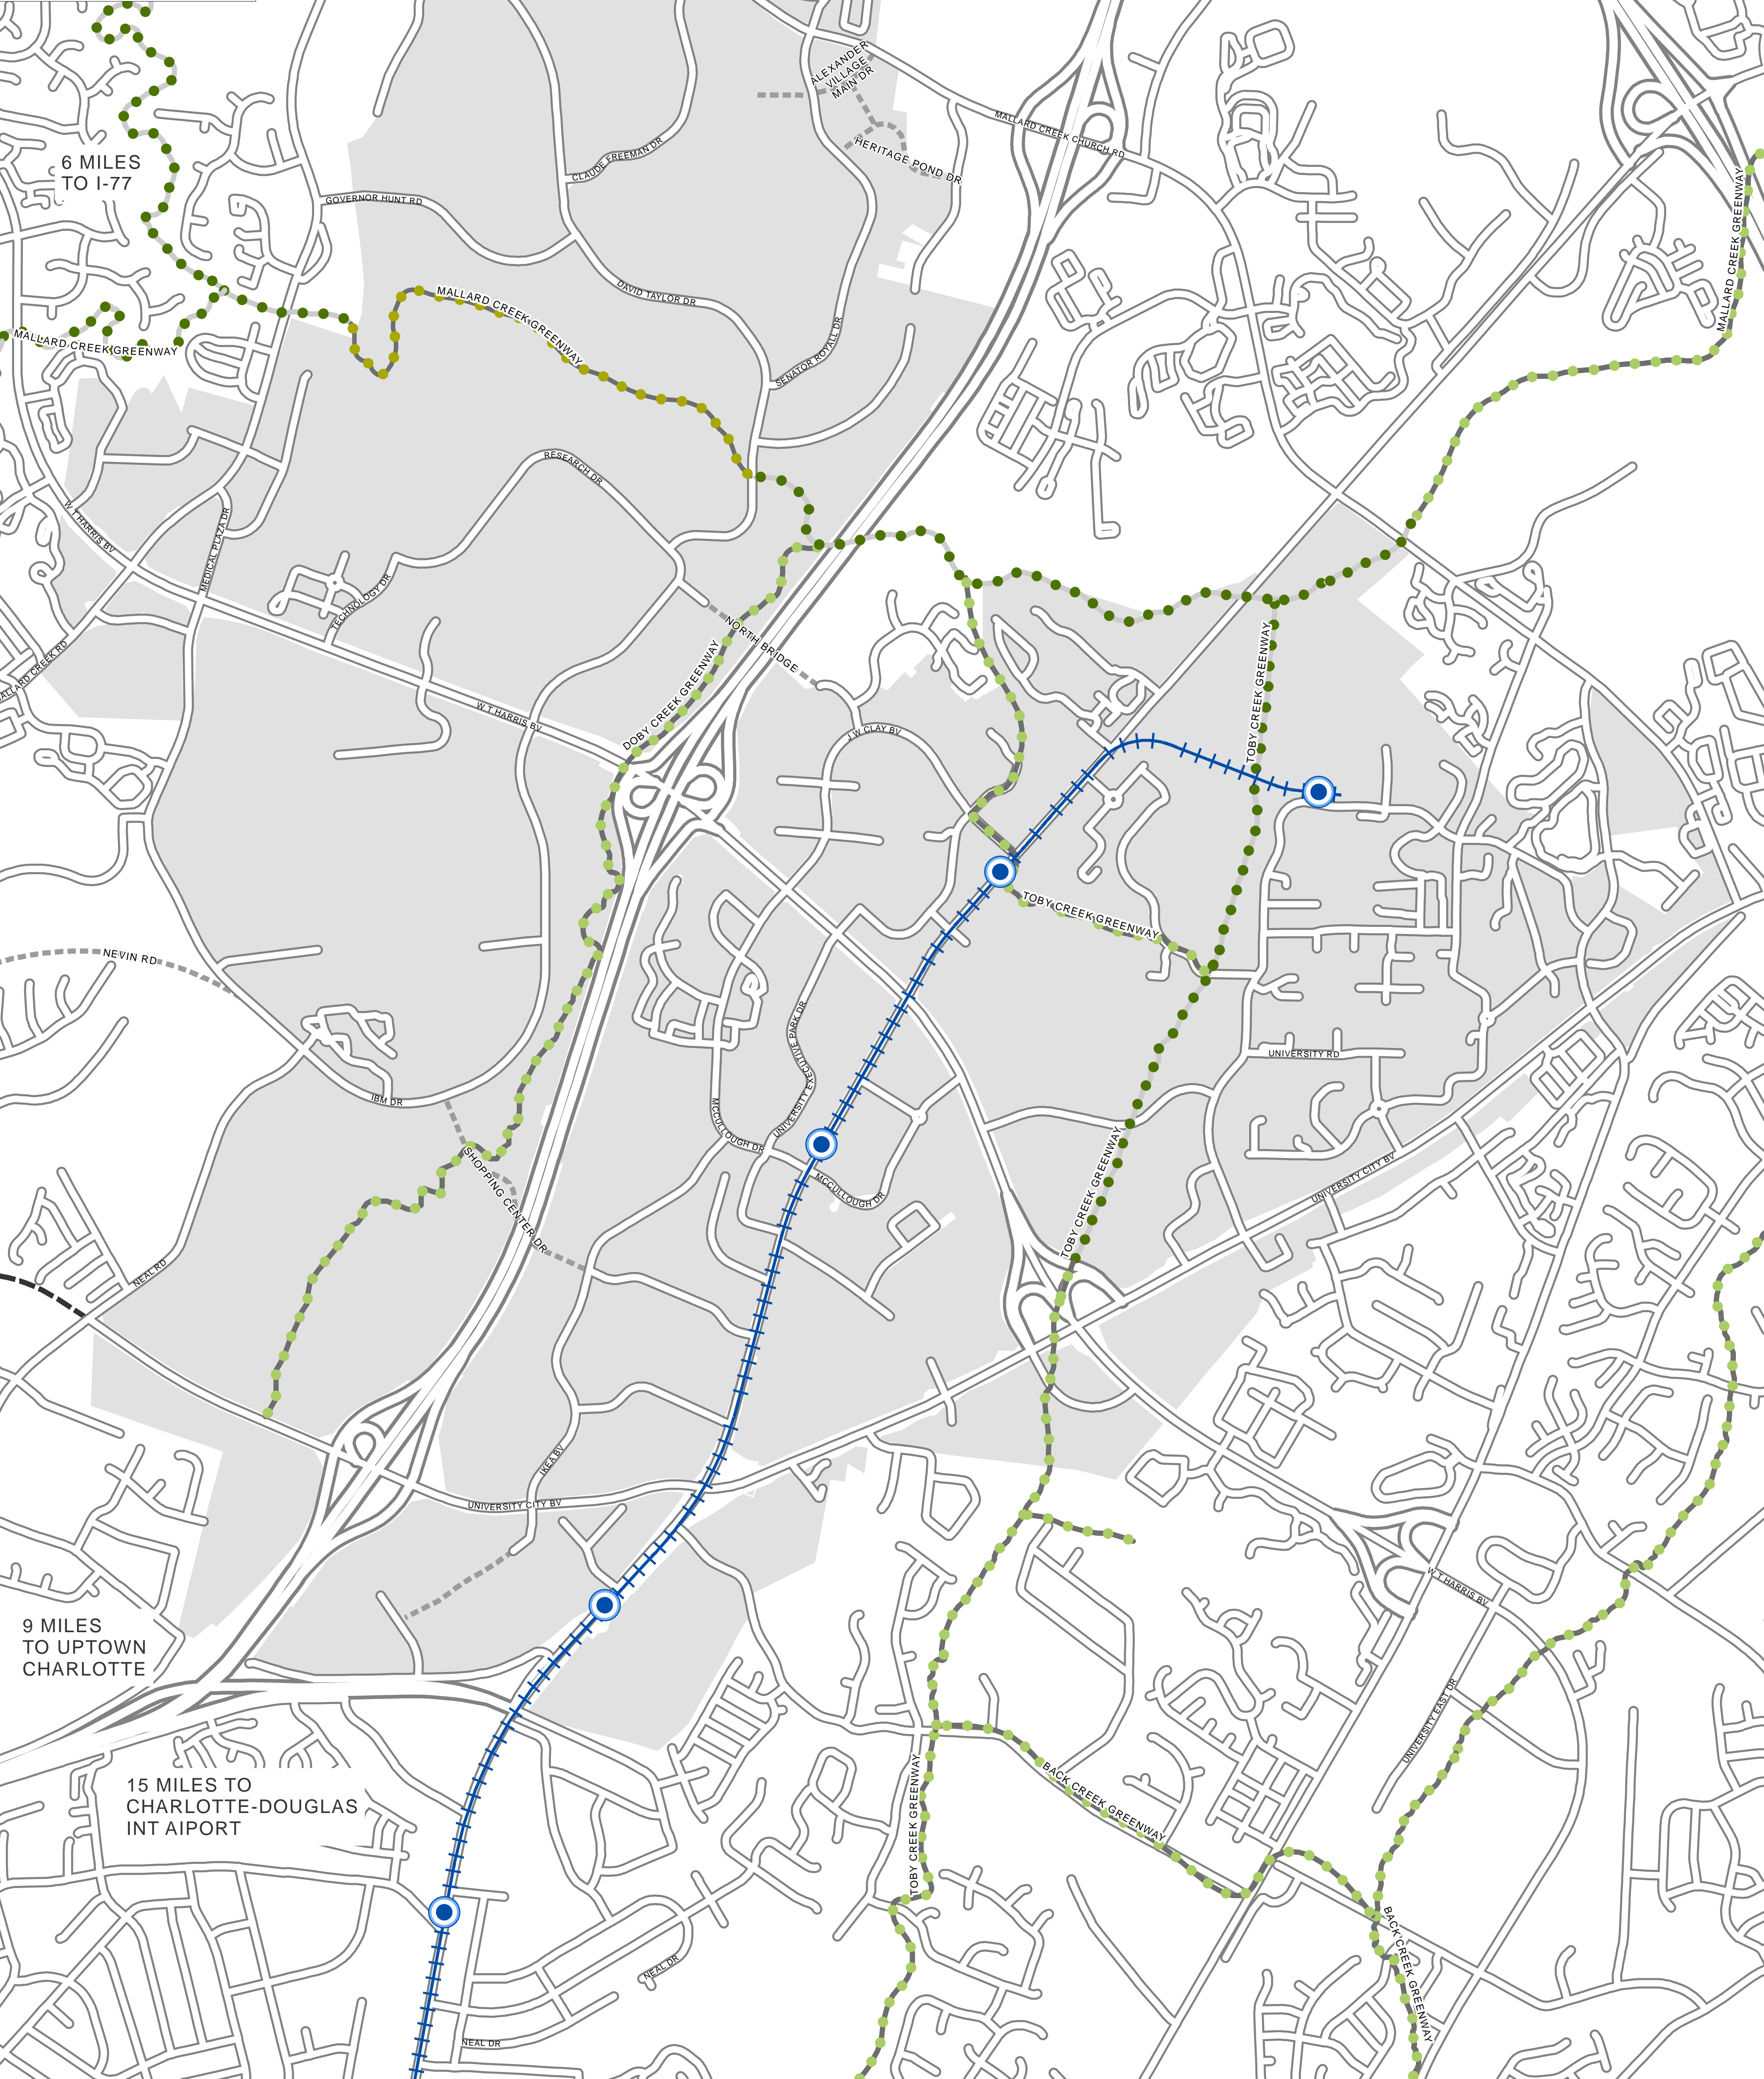 ALEXANDER
VILLAGE
MAIN DR
MALLARD CREEK CHURCH RD
6 MILES
TO I-77
CLAUDE FREEMAN DR
HERITAGE POND DR
GOVERNOR HUNT RD
MALLARD CREEK GREENWAY
DAVID TAYLOR DR
MALLARD CREEK GREENWAY
MALLARD CREEK GREENWAY
SENATOR ROYALL DR
RESEARCH DR
W T HARRIS BV
MEDICAL PLAZA DR
TECHNOLOGY DR
NORTH BRIDGE
TOBY CREEK GREENWAY
ALLARD CREEK RD
DOBY CREEK GREENWAY
W T HARRIS BV
J W CLAY BV
TOBY CREEK GREENWAY
NEVIN RD
UNIVERSITY EXECUTIVE PARK DR
UNIVERSITY RD
IBM DR
MCCULLOUGH DR
SHOPPING CENTER DR
MCCULLOUGH DR
TOBY CREEK GREENWAY
UNIVERSITY CITY BV
NEAL RD
IKEA BV
UNIVERSITY CITY BV
W T HARRIS BV
9 MILES
TO UPTOWN
CHARLOTTE
UNIVERSITY EAST DR
15 MILES TO
CHARLOTTE-DOUGLAS
INT AIPORT
TOBY CREEK GREENWAY
BACK CREEK GREENWAY
BACK CREEK GREENWAY
NEAL DR
NEAL DR